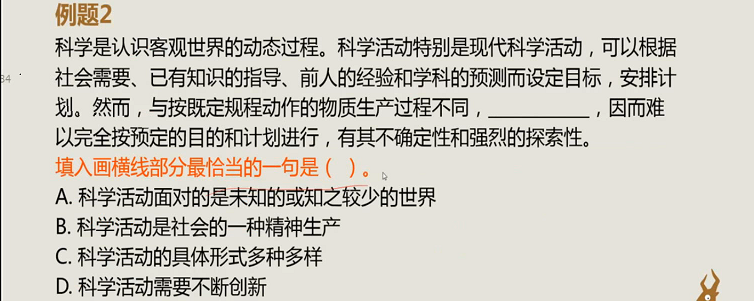 例题2
科学是认识客观世界的动态过程。科学活动特别是现代科学活动，可以根据
社会需要、已有知识的指导、前人的经验和学科的预测而设定目标，安排计
34
划。然而，与按既定规程动作的物质生产过程不同，__________，因而难
以完全按预定的目的和计划进行，有其不确定性和强烈的探索性。
填入画横线部分最恰当的一句是（ ）。
A. 科学活动面对的是未知的或知之较少的世界
B. 科学活动是社会的一种精神生产
C. 科学活动的具体形式多种多样
D. 科学活动需要不断创新